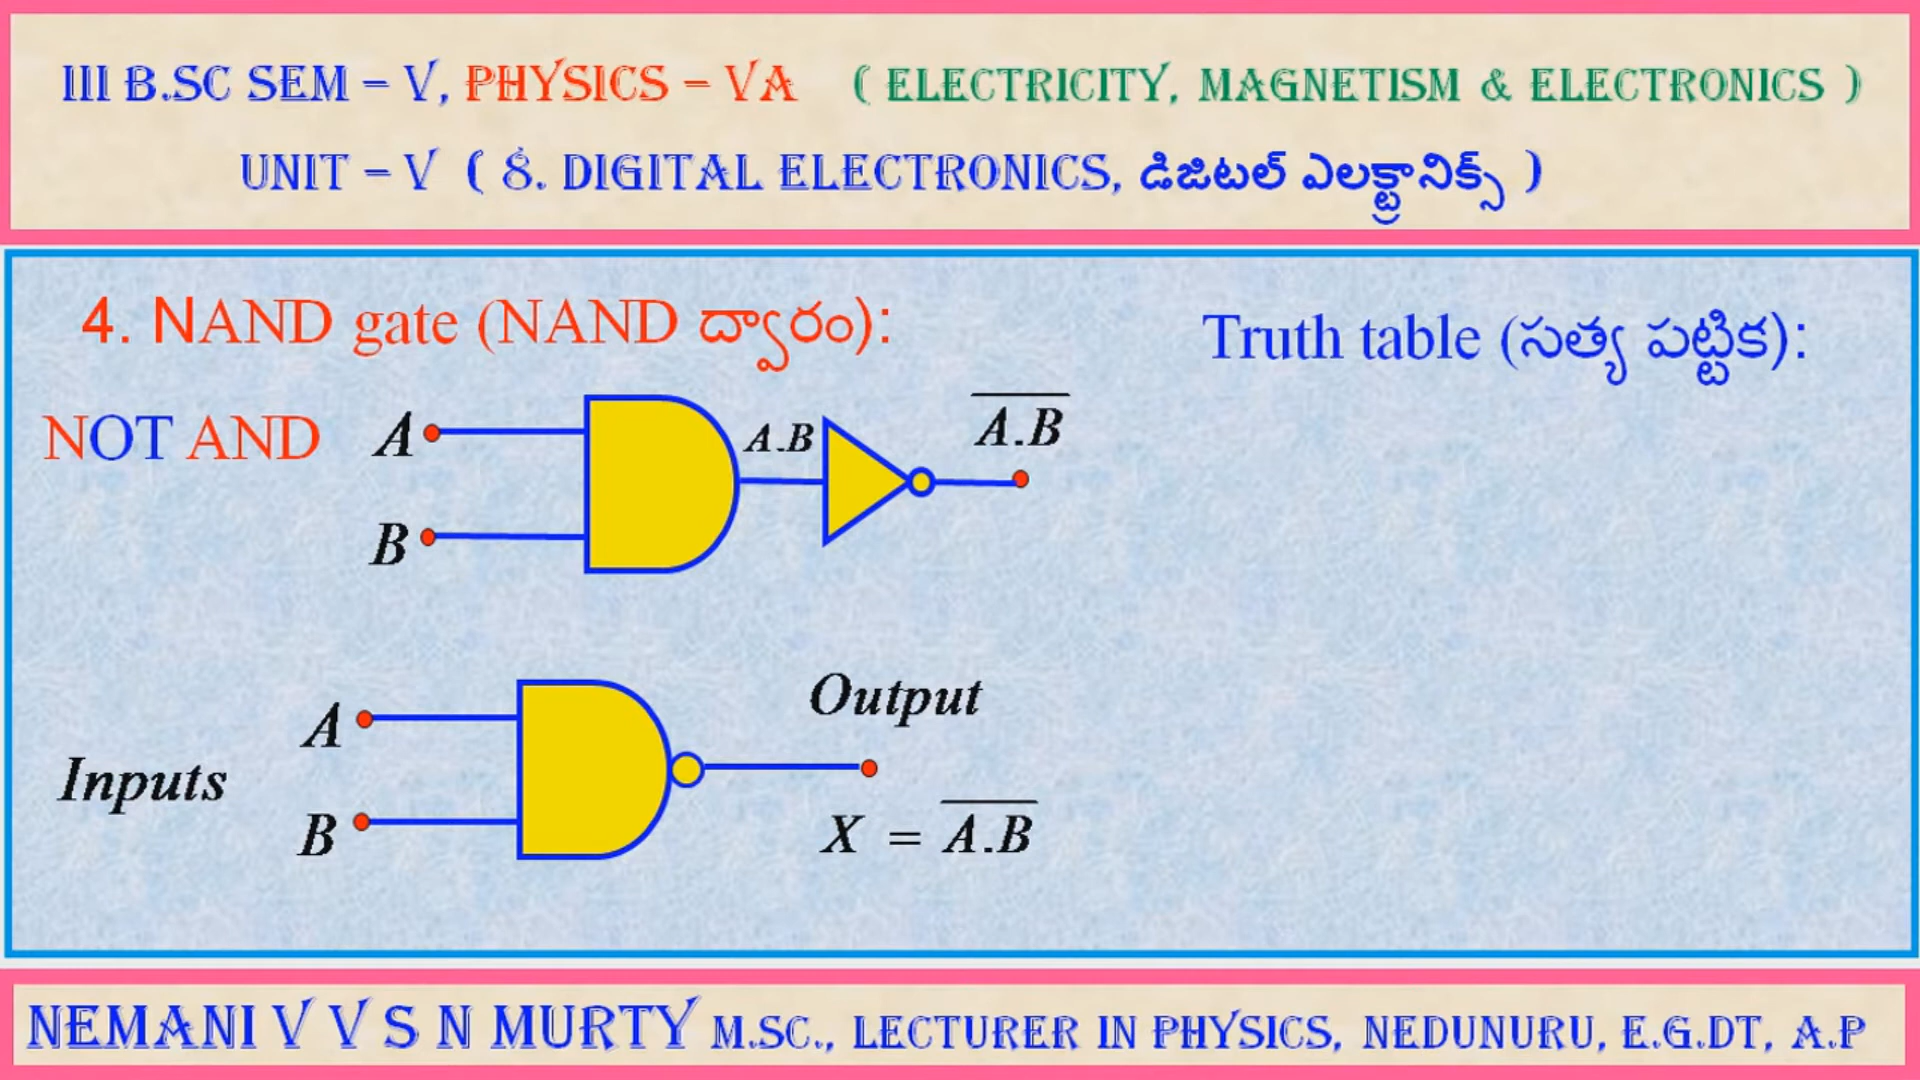 III B.SC SEM – V, PHYSICS – VA ( ELECTRICITY, MAGNETISM & ELECTRONICS )
UNIT – V ( 8. DIGITAL ELECTRONICS, డిజిటల్ ఎలక్ట్రానిక్స్ )
4. NAND gate (NAND ద్వారం):
Truth table (సత్య పట్టిక):
NOT AND
A
A.B
A̅.̅B̅
B
Output
A
Inputs
B
X = A̅.̅B̅
NEMANI V V S N MURTY M.SC., LECTURER IN PHYSICS, NEDUNURU, E.G.DT, A.P